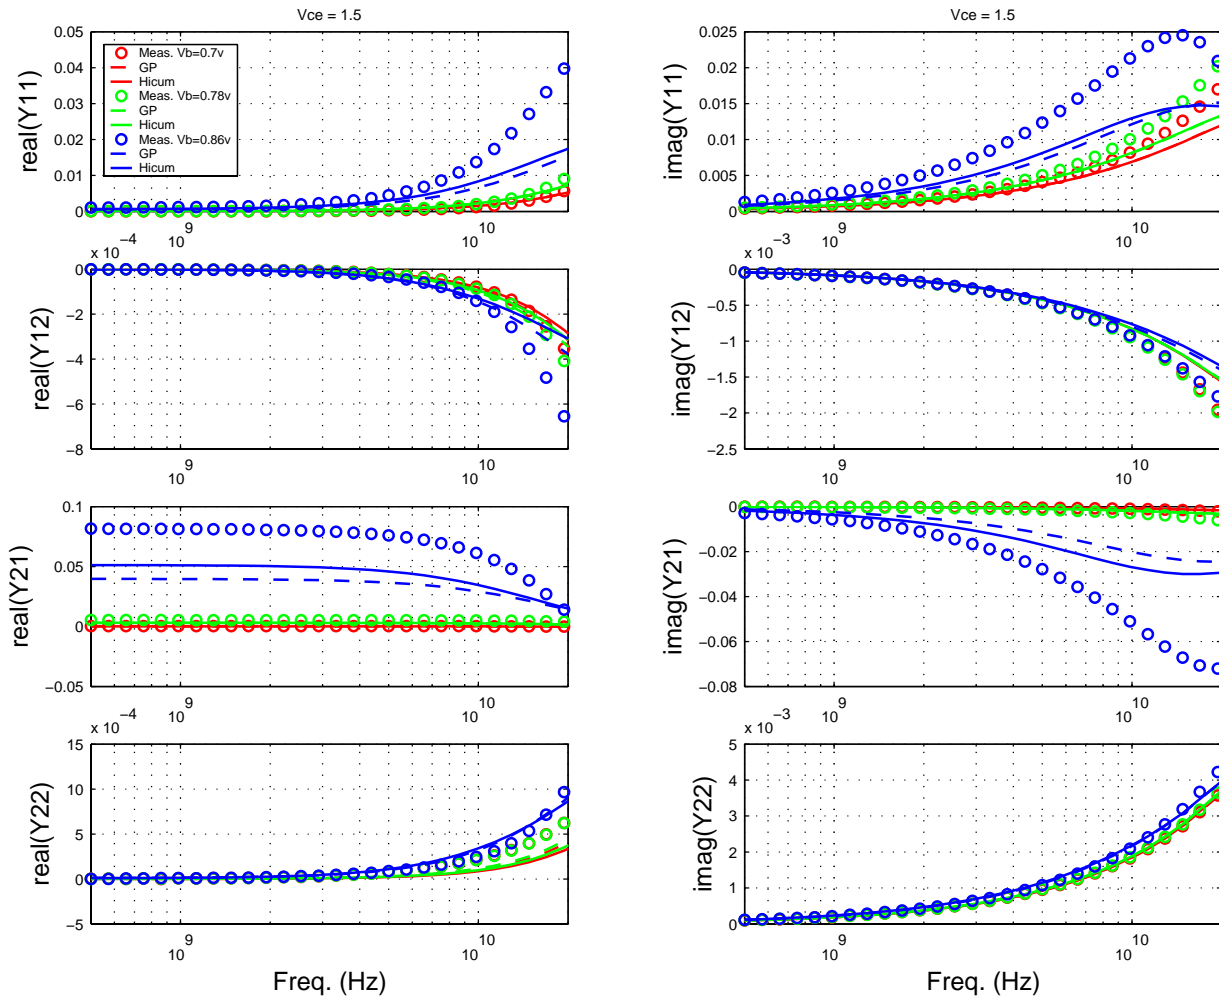 Vce = 1.5
0.05
0.04
0.03
0.02
0.01
0
real(Y11)
Meas. Vb=0.7v
GP
Hicum
Meas. Vb=0.78v
GP
Hicum
Meas. Vb=0.86v
GP
Hicum
10^9
10^10
Vce = 1.5
0.025
0.02
0.015
0.01
0.005
0
imag(Y11)
10^9
10^10
x 10^−4
0
−2
−4
−6
−8
real(Y12)
10^9
10^10
x 10^−3
0
−0.5
−1
−1.5
−2
−2.5
imag(Y12)
10^9
10^10
0.1
0.05
0
−0.05
real(Y21)
10^9
10^10
0
−0.02
−0.04
−0.06
−0.08
imag(Y21)
10^9
10^10
x 10^−4
15
10
5
0
−5
real(Y22)
10^9
10^10
Freq. (Hz)
x 10^−3
5
4
3
2
1
0
imag(Y22)
10^9
10^10
Freq. (Hz)